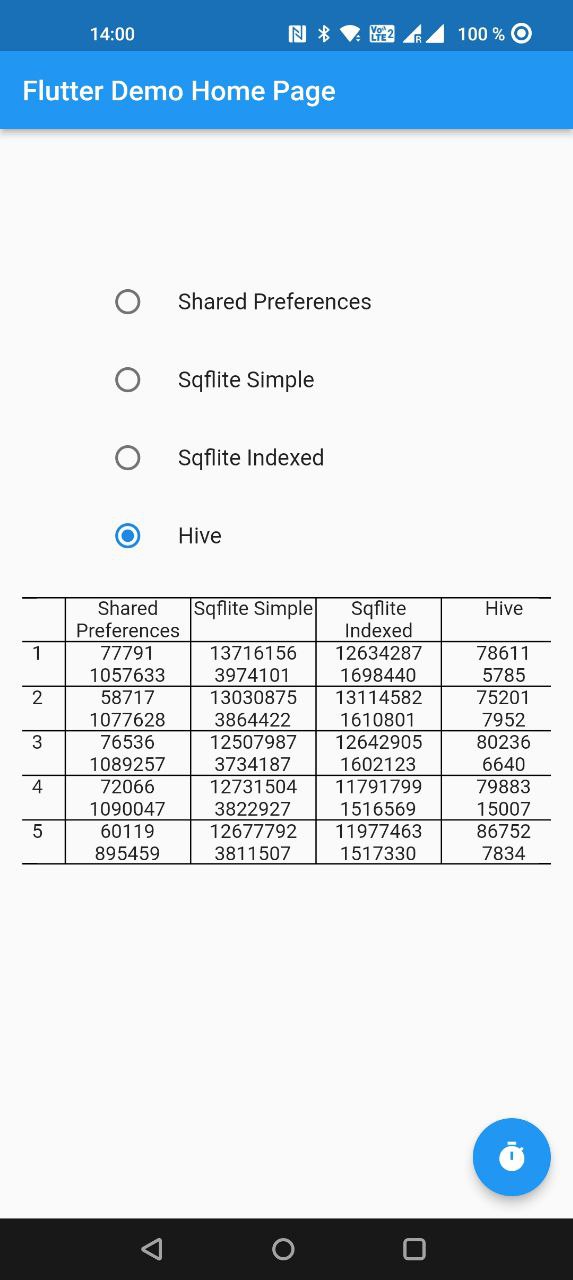 14:00 Vo LTE2 R 100 %
Flutter Demo Home Page
Shared Preferences
Sqflite Simple
Sqflite Indexed
Hive
Shared Preferences Sqflite Simple Sqflite Indexed Hive
1 77791 13716156 12634287 78611
1057633 3974101 1698440 5785
2 58717 13030875 13114582 75201
1077628 3864422 1610801 7952
3 76536 12507987 12642905 80236
1089257 3734187 1602123 6640
4 72066 12731504 11791799 79883
1090047 3822927 1516569 15007
5 60119 12677792 11977463 86752
895459 3811507 1517330 7834